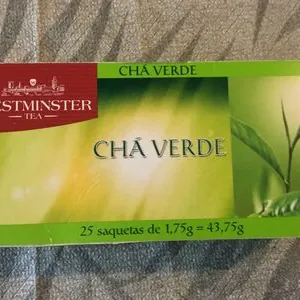 CHÁ VERDE
ESTMINSTER
TEA
CHÁ VERDE
25 saquetas de 1,75g = 43,75g